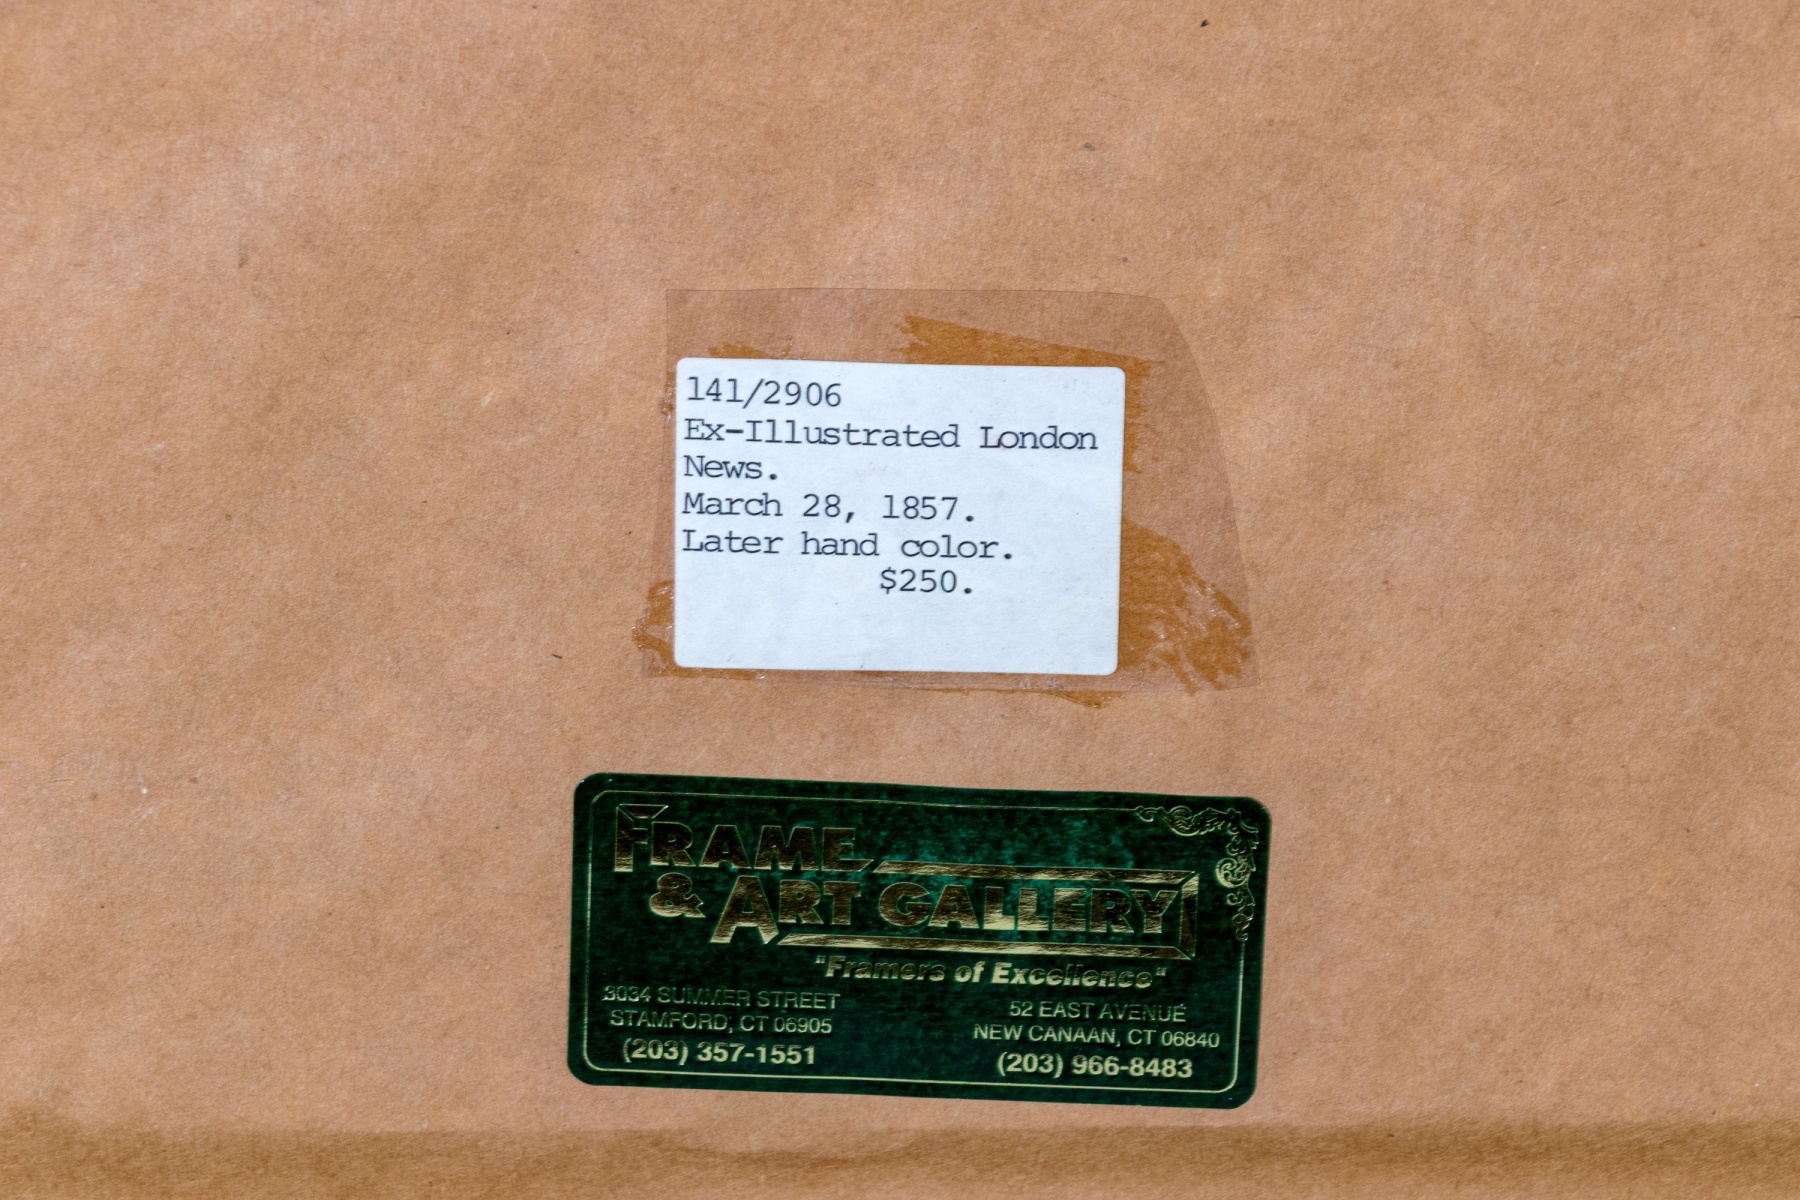 141/2906
Ex-Illustrated London
News.
March 28, 1857.
Later hand color.
$250.
FRAME
& ART GALLERY
"Framers of Excellence"
3034 SUMMER STREET
STAMFORD, CT 06905
(203) 357-1551
52 EAST AVENUE
NEW CANAAN, CT 06840
(203) 966-8483